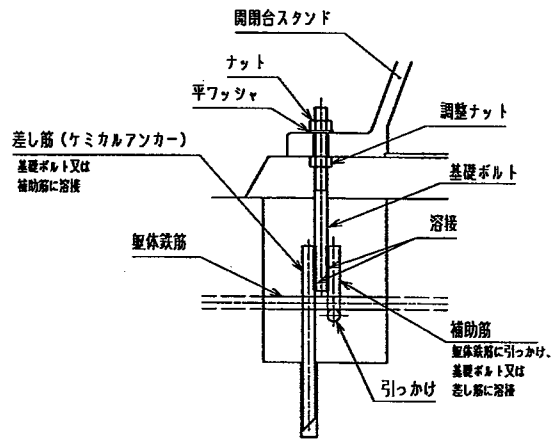 開閉台スタンド
ナット
平ワッシャ
調整ナット
差し筋（ケミカルアンカー）
基礎ボルト又は
補助筋に溶接
基礎ボルト
溶接
躯体鉄筋
補助筋
躯体鉄筋に引っかけ、
基礎ボルト又は
差し筋に溶接
引っかけ